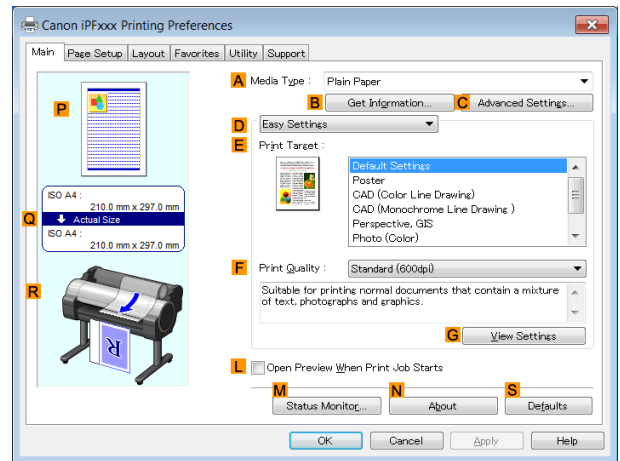 Canon iPFxxx Printing Preferences
Main Page Setup Layout Favorites Utility Support
A Media Type : Plain Paper
B Get Information... C Advanced Settings...
D Easy Settings
E Print Target :
Default Settings
Poster
CAD (Color Line Drawing)
CAD (Monochrome Line Drawing )
Perspective, GIS
Photo (Color)
P
ISO A4 :
210.0 mm x 297.0 mm
Q Actual Size
ISO A4 :
210.0 mm x 297.0 mm
F Print Quality : Standard (600dpi)
Suitable for printing normal documents that contain a mixture
of text, photographs and graphics.
R
R
G View Settings
L Open Preview When Print Job Starts
M N S
Status Monitor... About Defaults
OK Cancel Apply Help